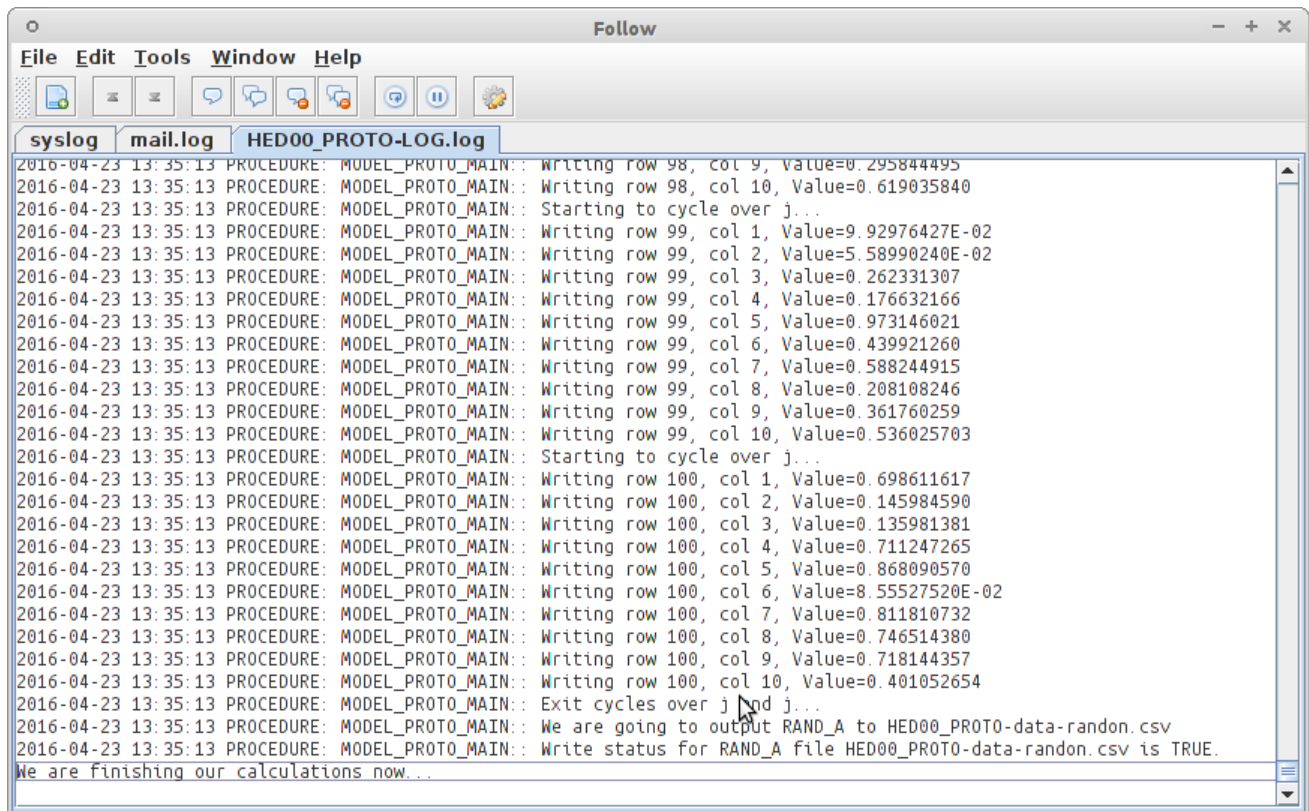 Follow
File Edit Tools Window Help
syslog mail.log HED00_PROTO-LOG.log
2016-04-23 13:35:13 PROCEDURE: MODEL_PROTO_MAIN:: Writing row 98, col 9, Value=0.295844495
2016-04-23 13:35:13 PROCEDURE: MODEL_PROTO_MAIN:: Writing row 98, col 10, Value=0.619035840
2016-04-23 13:35:13 PROCEDURE: MODEL_PROTO_MAIN:: Starting to cycle over j...
2016-04-23 13:35:13 PROCEDURE: MODEL_PROTO_MAIN:: Writing row 99, col 1, Value=9.92976427E-02
2016-04-23 13:35:13 PROCEDURE: MODEL_PROTO_MAIN:: Writing row 99, col 2, Value=5.58990240E-02
2016-04-23 13:35:13 PROCEDURE: MODEL_PROTO_MAIN:: Writing row 99, col 3, Value=0.262331307
2016-04-23 13:35:13 PROCEDURE: MODEL_PROTO_MAIN:: Writing row 99, col 4, Value=0.176632166
2016-04-23 13:35:13 PROCEDURE: MODEL_PROTO_MAIN:: Writing row 99, col 5, Value=0.973146021
2016-04-23 13:35:13 PROCEDURE: MODEL_PROTO_MAIN:: Writing row 99, col 6, Value=0.439921260
2016-04-23 13:35:13 PROCEDURE: MODEL_PROTO_MAIN:: Writing row 99, col 7, Value=0.588244915
2016-04-23 13:35:13 PROCEDURE: MODEL_PROTO_MAIN:: Writing row 99, col 8, Value=0.208108246
2016-04-23 13:35:13 PROCEDURE: MODEL_PROTO_MAIN:: Writing row 99, col 9, Value=0.361760259
2016-04-23 13:35:13 PROCEDURE: MODEL_PROTO_MAIN:: Writing row 99, col 10, Value=0.536025703
2016-04-23 13:35:13 PROCEDURE: MODEL_PROTO_MAIN:: Starting to cycle over j...
2016-04-23 13:35:13 PROCEDURE: MODEL_PROTO_MAIN:: Writing row 100, col 1, Value=0.698611617
2016-04-23 13:35:13 PROCEDURE: MODEL_PROTO_MAIN:: Writing row 100, col 2, Value=0.145984590
2016-04-23 13:35:13 PROCEDURE: MODEL_PROTO_MAIN:: Writing row 100, col 3, Value=0.135981381
2016-04-23 13:35:13 PROCEDURE: MODEL_PROTO_MAIN:: Writing row 100, col 4, Value=0.711247265
2016-04-23 13:35:13 PROCEDURE: MODEL_PROTO_MAIN:: Writing row 100, col 5, Value=0.868090570
2016-04-23 13:35:13 PROCEDURE: MODEL_PROTO_MAIN:: Writing row 100, col 6, Value=8.55527520E-02
2016-04-23 13:35:13 PROCEDURE: MODEL_PROTO_MAIN:: Writing row 100, col 7, Value=0.811810732
2016-04-23 13:35:13 PROCEDURE: MODEL_PROTO_MAIN:: Writing row 100, col 8, Value=0.746514380
2016-04-23 13:35:13 PROCEDURE: MODEL_PROTO_MAIN:: Writing row 100, col 9, Value=0.718144357
2016-04-23 13:35:13 PROCEDURE: MODEL_PROTO_MAIN:: Writing row 100, col 10, Value=0.401052654
2016-04-23 13:35:13 PROCEDURE: MODEL_PROTO_MAIN:: Exit cycles over j and j...
2016-04-23 13:35:13 PROCEDURE: MODEL_PROTO_MAIN:: We are going to output RAND_A to HED00_PROTO-data-randon.csv
2016-04-23 13:35:13 PROCEDURE: MODEL_PROTO_MAIN:: Write status for RAND_A file HED00_PROTO-data-randon.csv is TRUE.
We are finishing our calculations now...